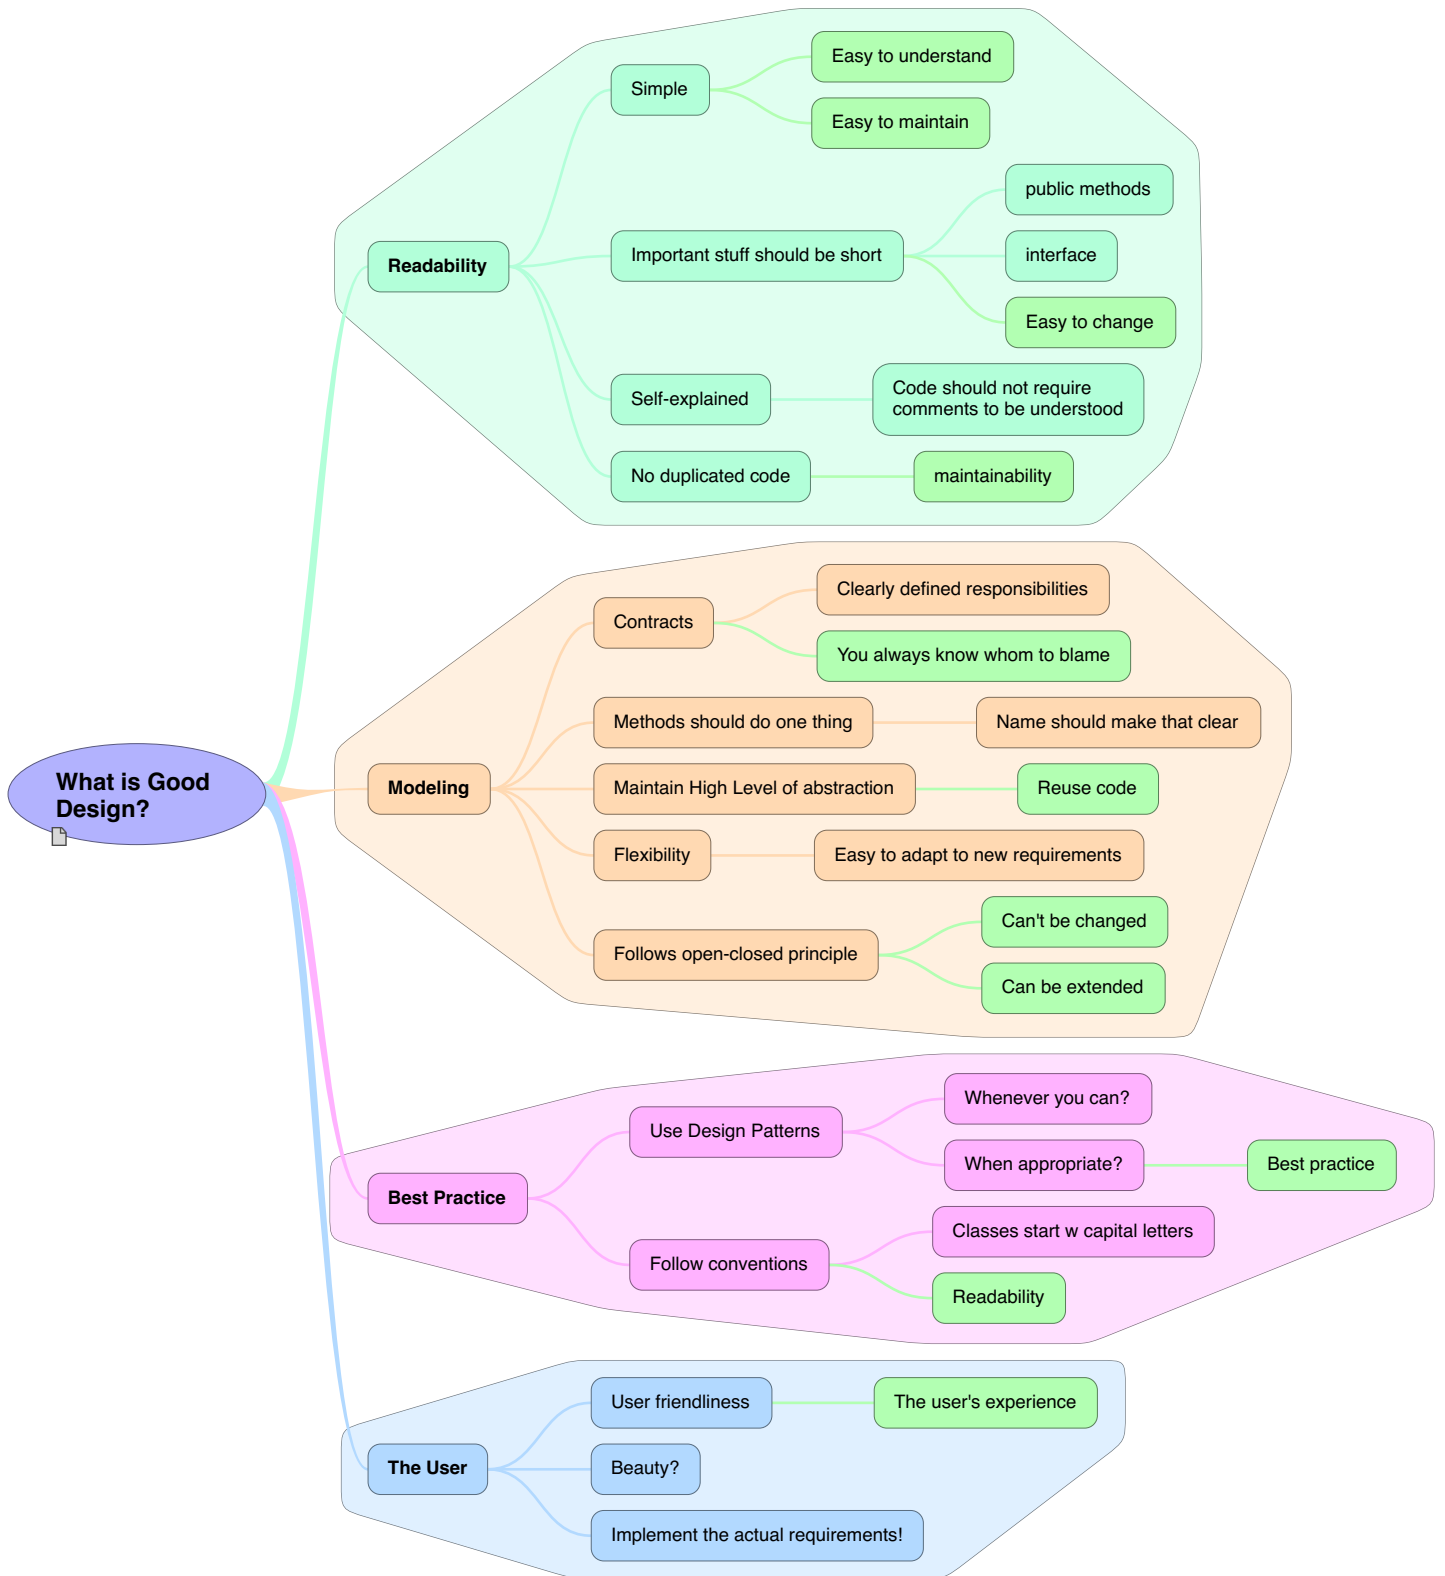 What is Good
Design?
Readability
Simple
Easy to understand
Easy to maintain
Important stuff should be short
public methods
interface
Easy to change
Self-explained
Code should not require
comments to be understood
No duplicated code
maintainability
Modeling
Contracts
Clearly defined responsibilities
You always know whom to blame
Methods should do one thing
Name should make that clear
Maintain High Level of abstraction
Reuse code
Flexibility
Easy to adapt to new requirements
Follows open-closed principle
Can't be changed
Can be extended
Best Practice
Use Design Patterns
Whenever you can?
When appropriate?
Best practice
Follow conventions
Classes start w capital letters
Readability
The User
User friendliness
The user's experience
Beauty?
Implement the actual requirements!